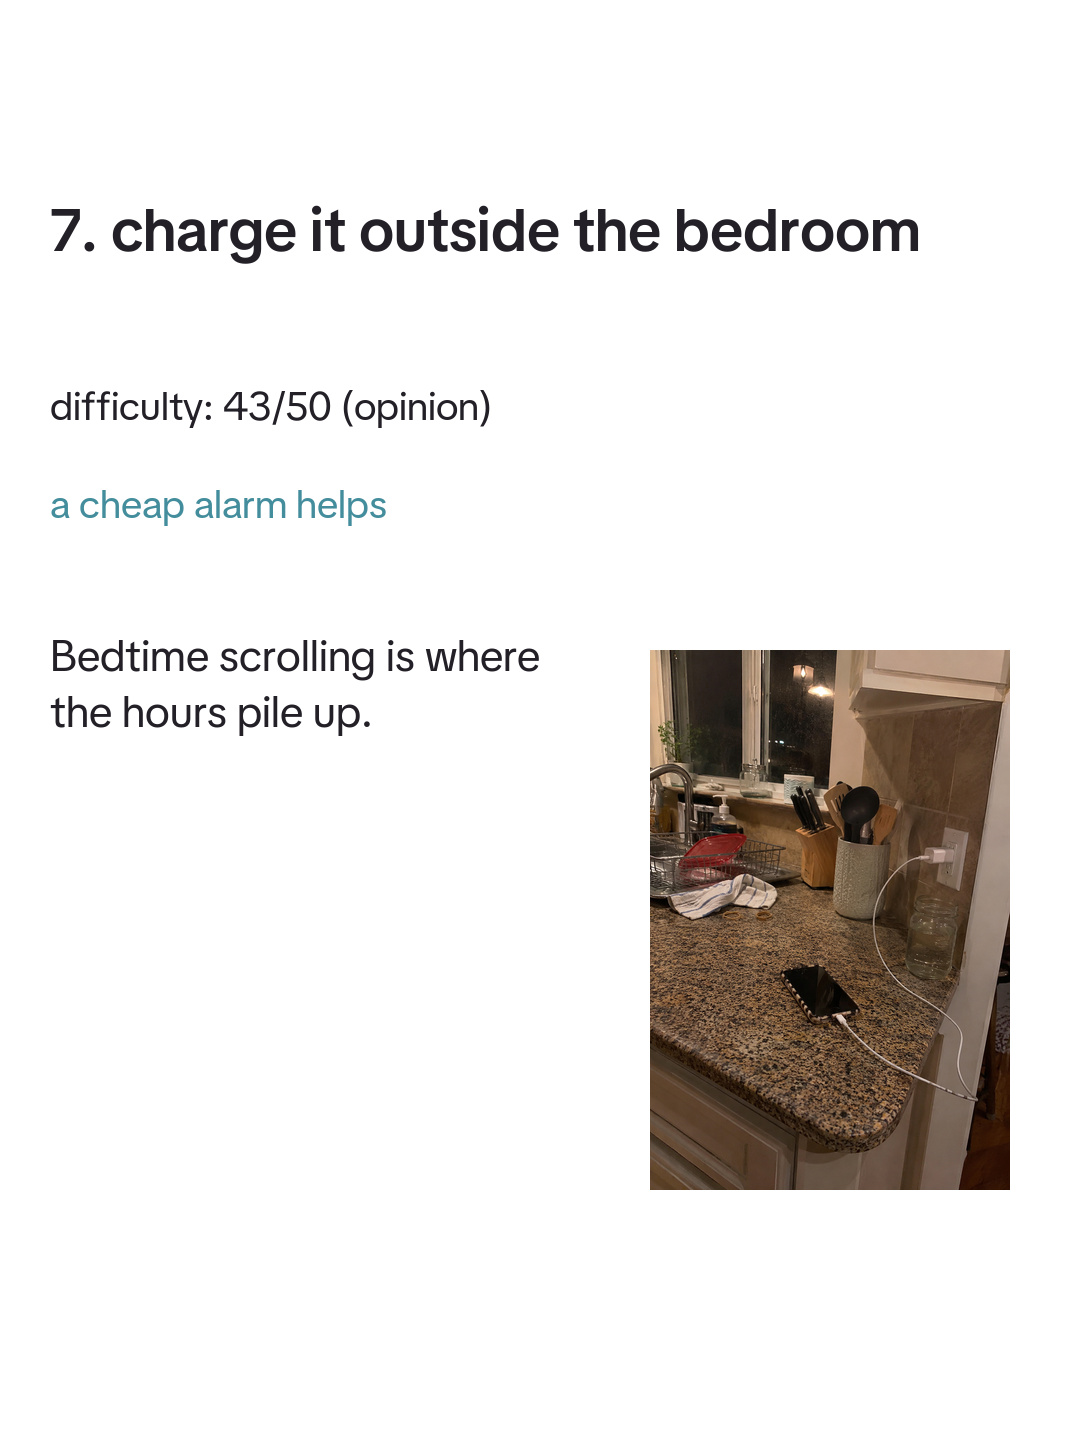 7. charge it outside the bedroom
difficulty: 43/50 (opinion)
a cheap alarm helps
Bedtime scrolling is where
the hours pile up.